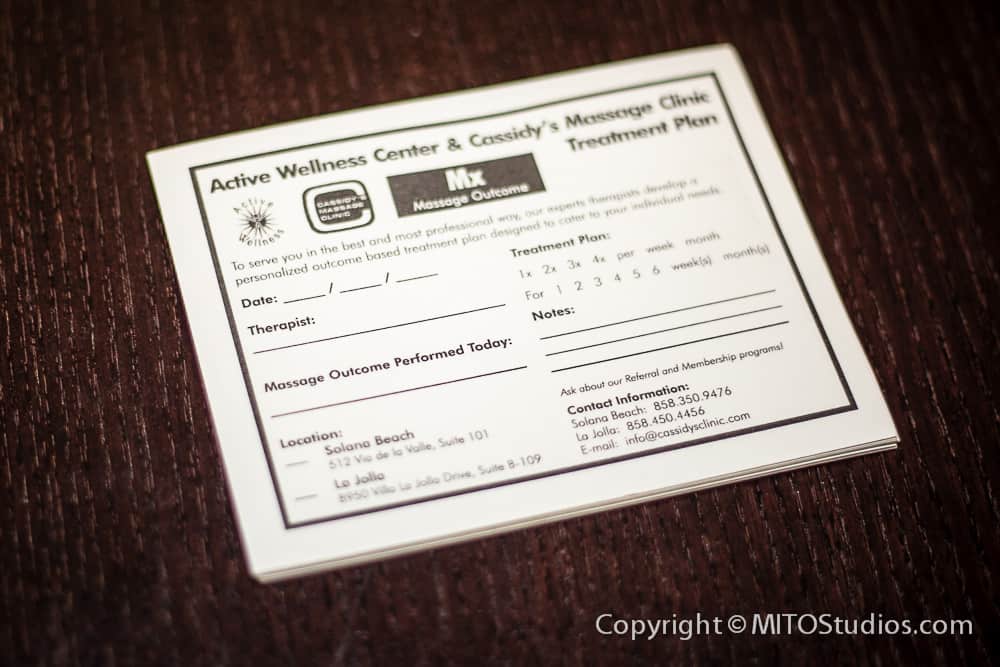 Active Wellness Center & Cassidy's Massage Clinic
Treatment Plan
Active
Wellness
CASSIDY'S
MASSAGE
CLINIC
Mx
Massage Outcome
To serve you in the best and most professional way, our experts therapists develop a
personalized outcome based treatment plan designed to cater to your individual needs.
Date: ____ / ____ / ____
Therapist:
Massage Outcome Performed Today:
Location:
Solana Beach
512 Via de la Valle, Suite 101
La Jolla
8950 Villa La Jolla Drive, Suite B-109
Treatment Plan:
1x 2x 3x 4x per week month
For 1 2 3 4 5 6 week(s) month(s)
Notes:
Ask about our Referral and Membership programs!
Contact Information:
Solana Beach: 858.350.9476
La Jolla: 858.450.4456
E-mail: info@cassidysclinic.com
Copyright © MITOStudios.com